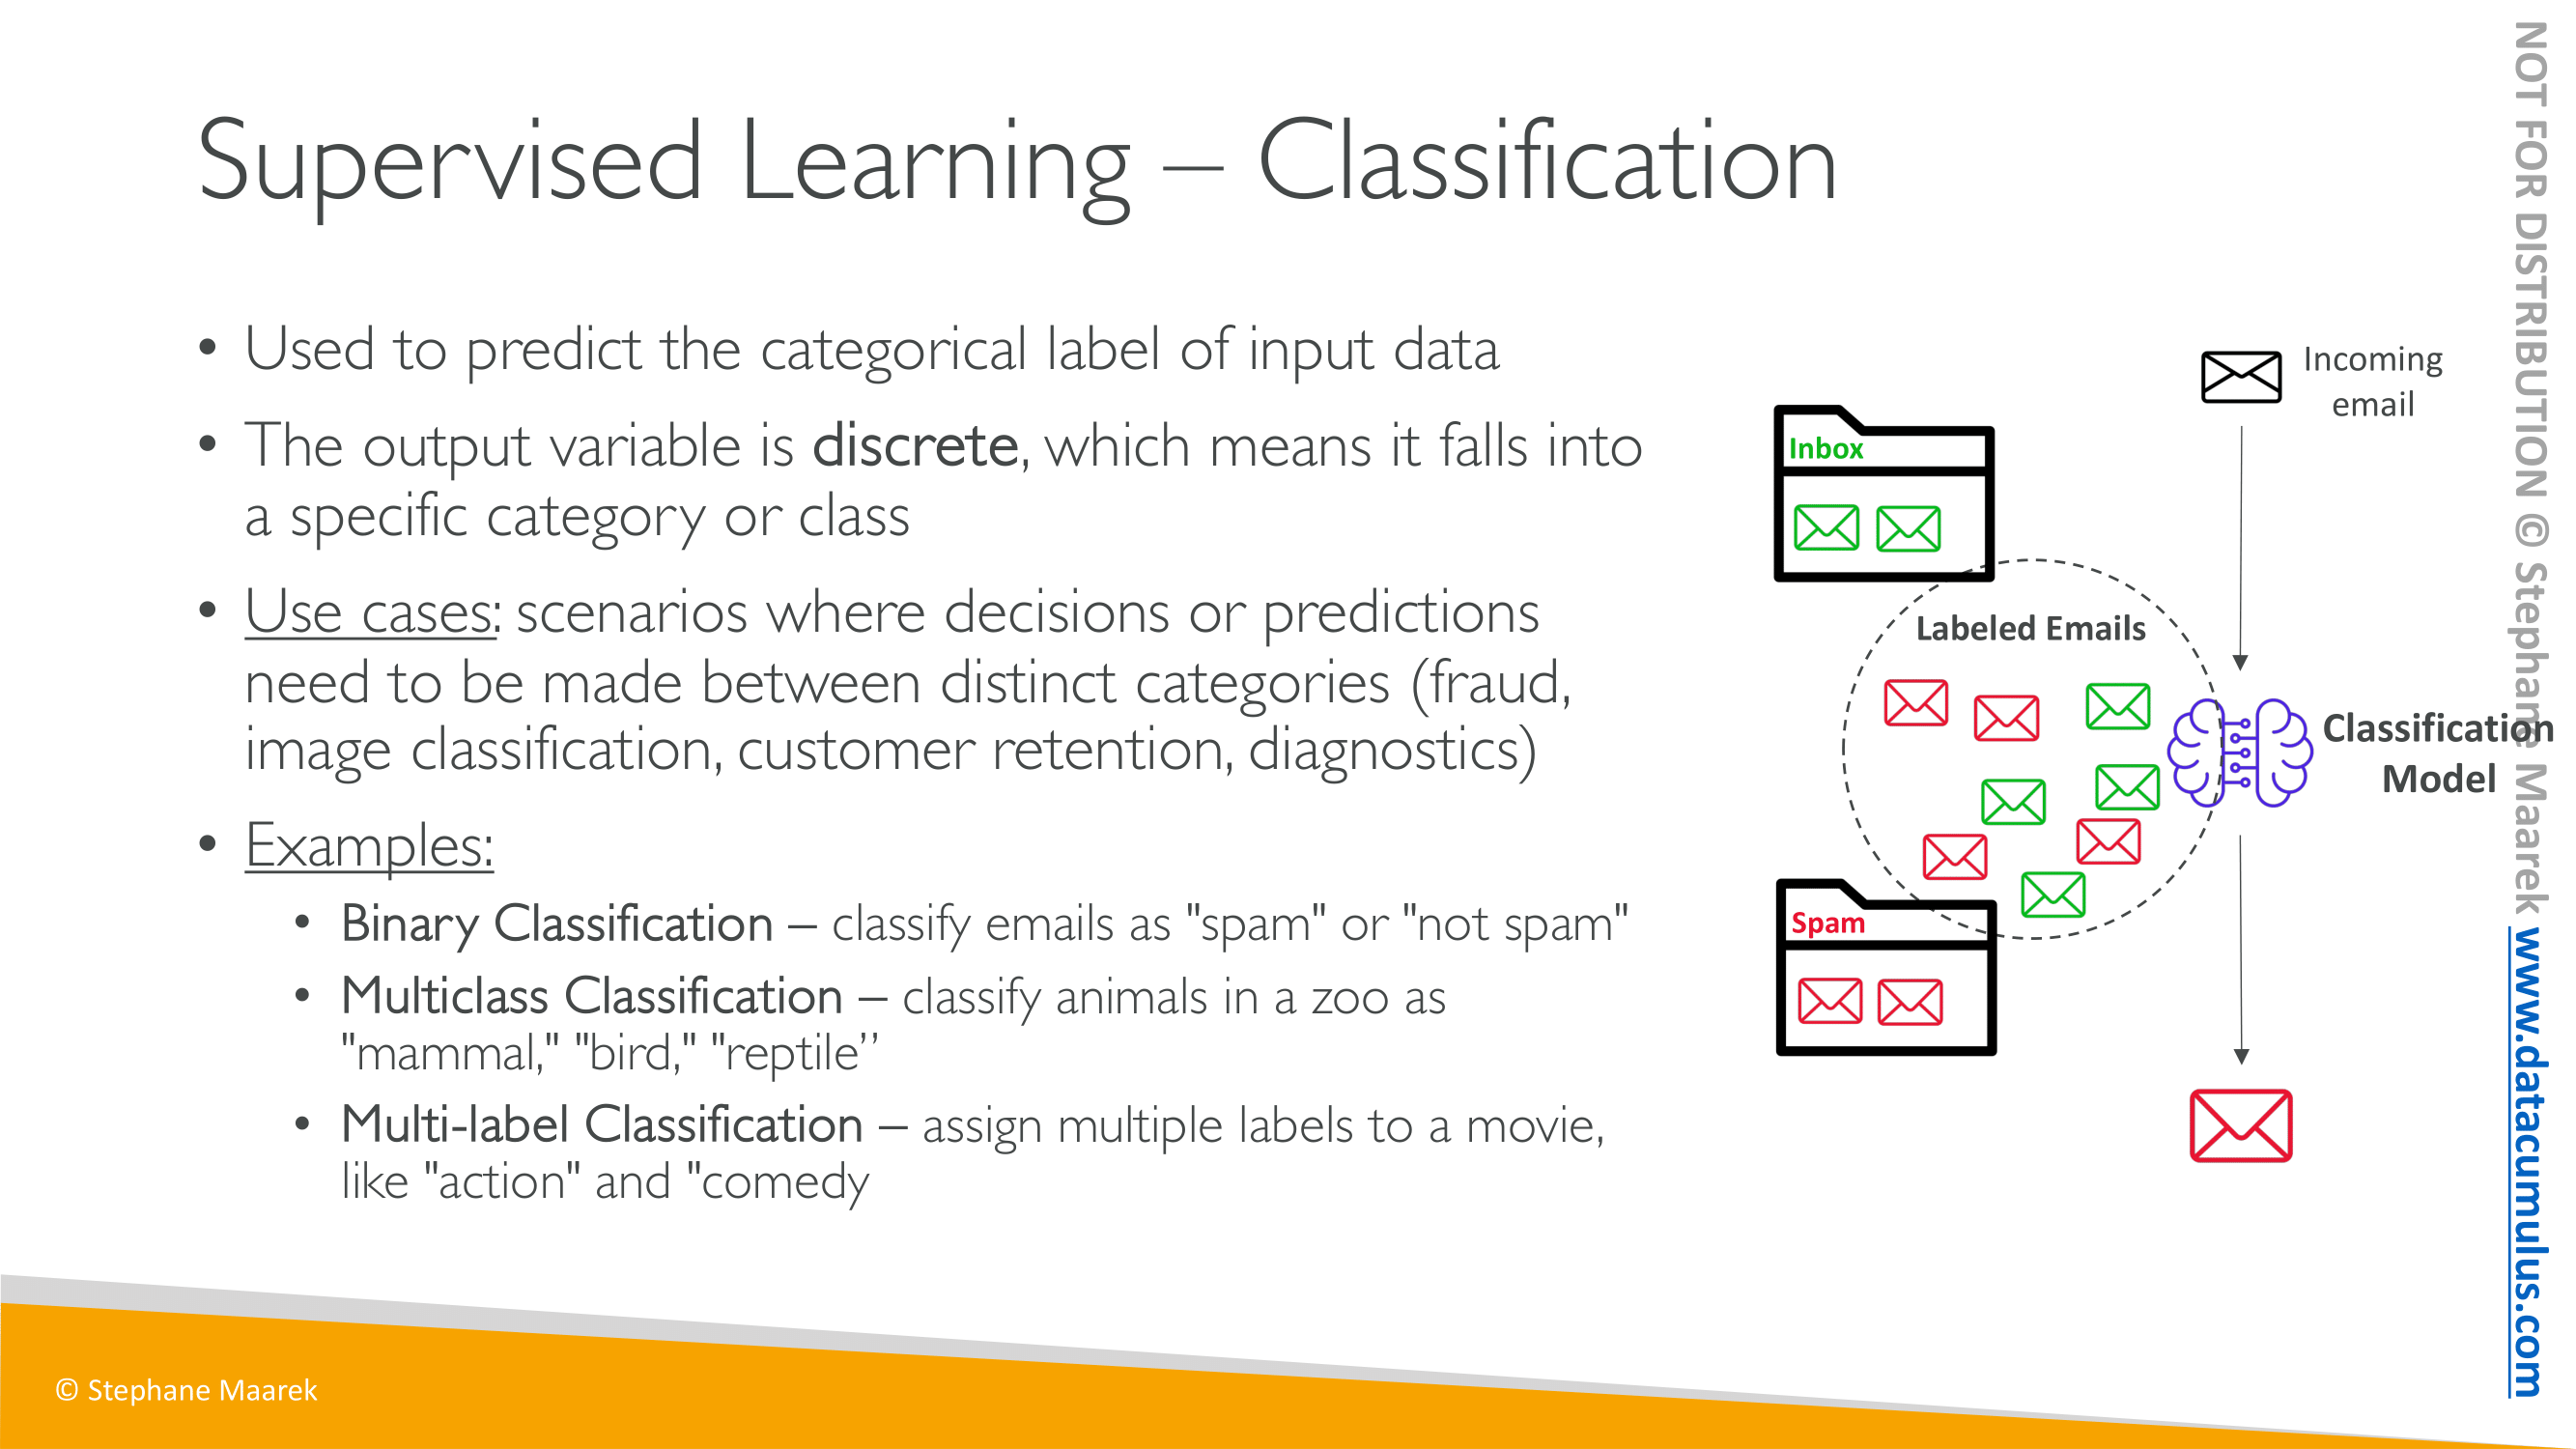 Supervised Learning – Classification
• Used to predict the categorical label of input data
• The output variable is discrete, which means it falls into
a specific category or class
• Use cases: scenarios where decisions or predictions
need to be made between distinct categories (fraud,
image classification, customer retention, diagnostics)
• Examples:
• Binary Classification – classify emails as "spam" or "not spam"
• Multiclass Classification – classify animals in a zoo as
"mammal," "bird," "reptile”
• Multi-label Classification – assign multiple labels to a movie,
like "action" and "comedy
Incoming
email
Inbox
Labeled Emails
Classification
Model
Spam
© Stephane Maarek
NOT FOR DISTRIBUTION © Stephane Maarek www.datacumulus.com